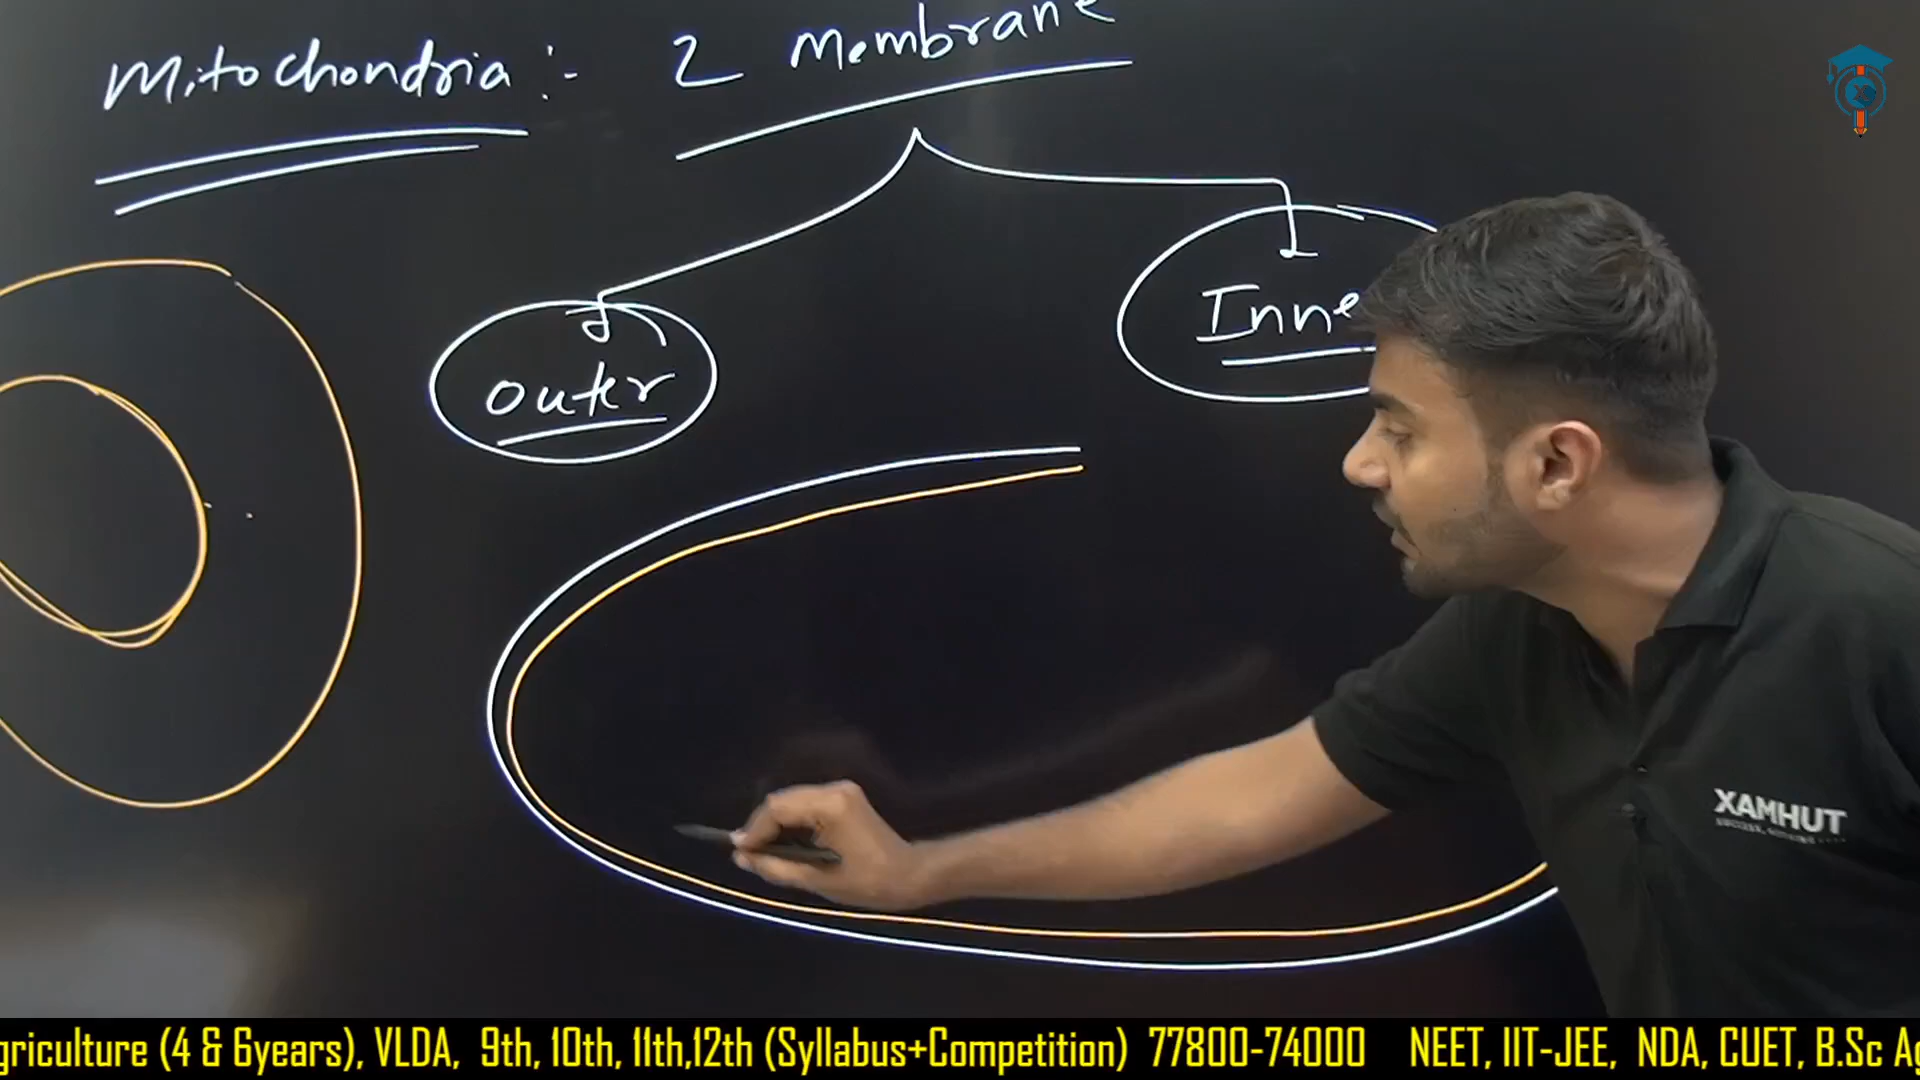 Mitochondria :- 2 Membrane
outer
Inne
XAMHUT
griculture (4 & 6years), VLDA, 9th, 10th, 11th,12th (Syllabus+Competition) 77800-74000 NEET, IIT-JEE, NDA, CUET, B.Sc Ag